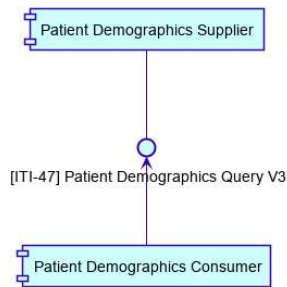 Patient Demographics Supplier
[ITI-47] Patient Demographics Query V3
Patient Demographics Consumer